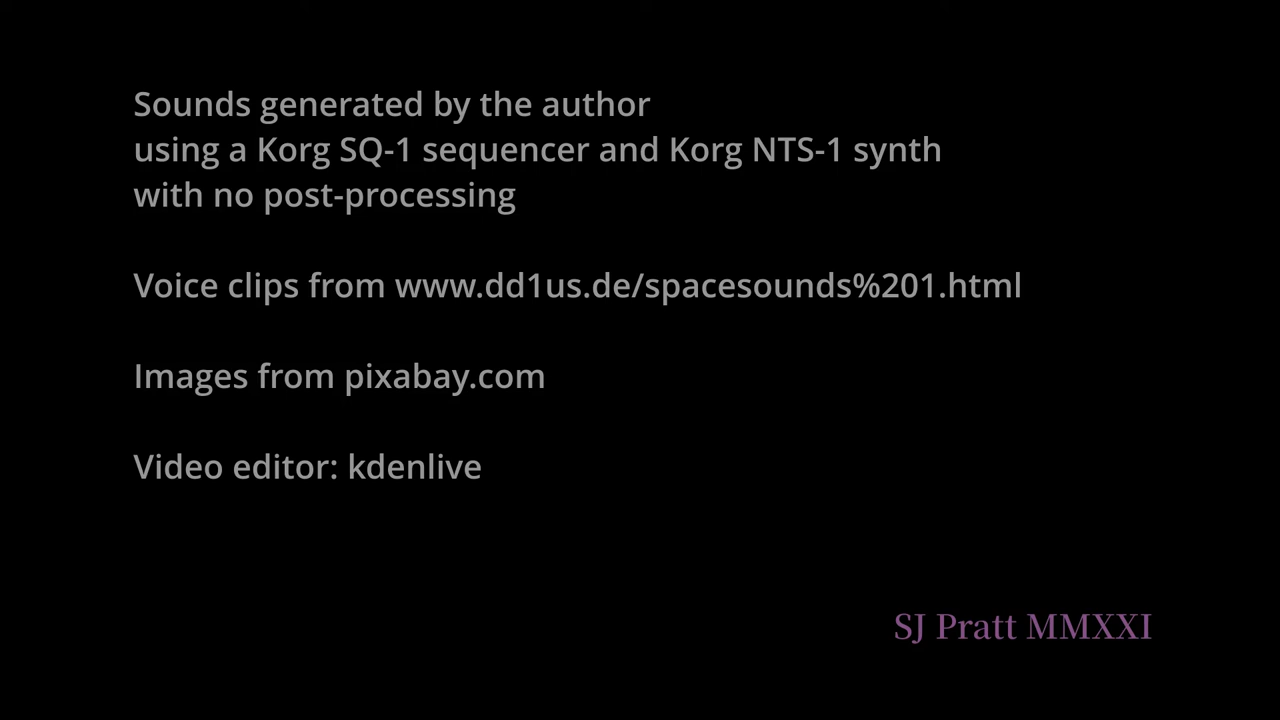 Sounds generated by the author
using a Korg SQ-1 sequencer and Korg NTS-1 synth
with no post-processing
Voice clips from www.dd1us.de/spacesounds%201.html
Images from pixabay.com
Video editor: kdenlive
SJ Pratt MMXXI